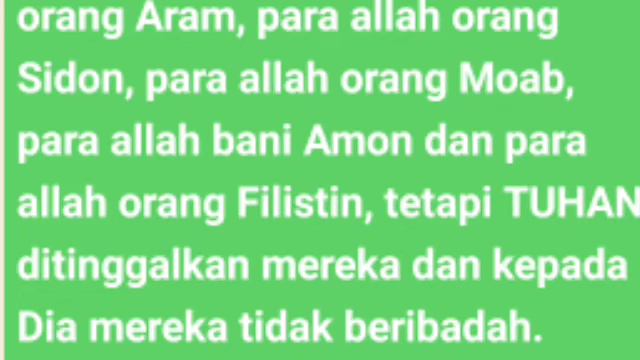 orang Aram, para allah orang
Sidon, para allah orang Moab,
para allah bani Amon dan para
allah orang Filistin, tetapi TUHAN
ditinggalkan mereka dan kepada
Dia mereka tidak beribadah.